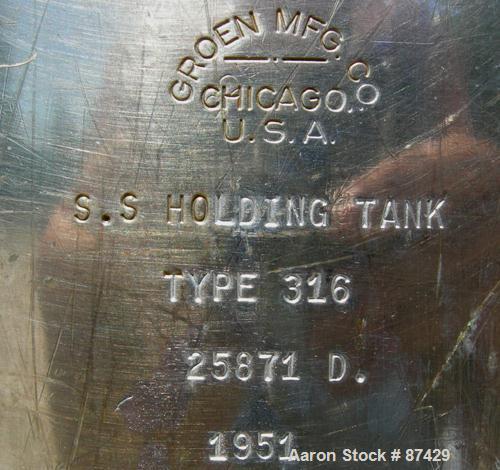 GROEN MFG. CO
CHICAGO.
U.S.A.
S.S HOLDING TANK
TYPE 316
25871 D.
1951
Aaron Stock # 87429